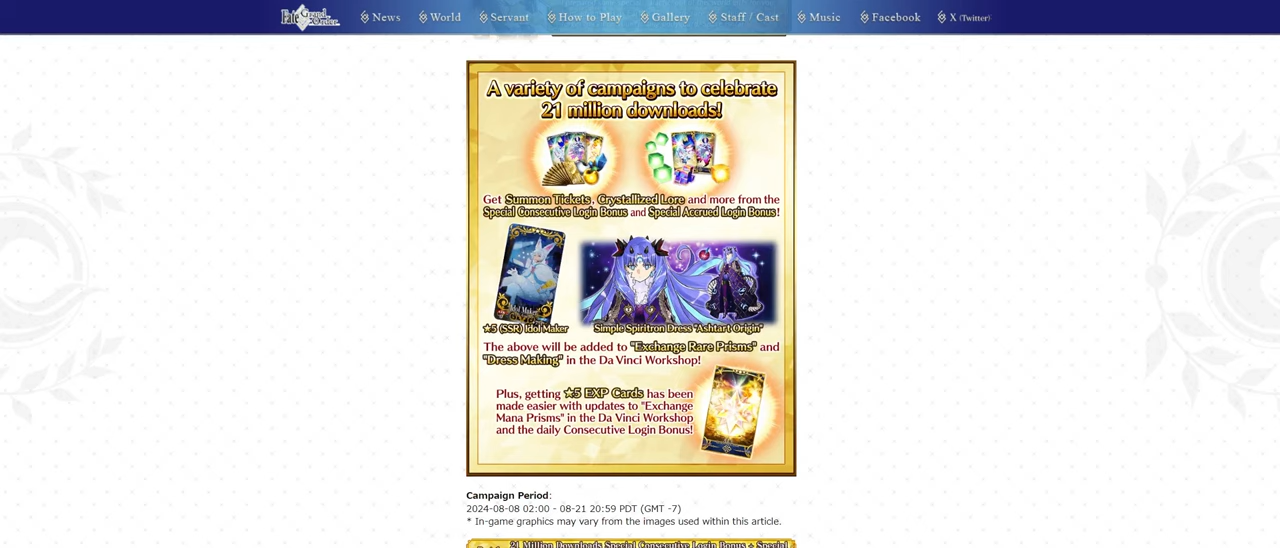 Fate Grand Order
News World Servant How to Play Gallery Staff / Cast Music Facebook X (Twitter)
A variety of campaigns to celebrate
21 million downloads!
Get Summon Tickets, Crystallized Lore and more from the
Special Consecutive Login Bonus and Special Accrued Login Bonus!
Idol Maker
★5 (SSR) Idol Maker
Simple Spiritron Dress "Ashtart Origin"
The above will be added to "Exchange Rare Prisms" and
"Dress Making" in the Da Vinci Workshop!
Plus, getting ★5 EXP Cards has been
made easier with updates to "Exchange
Mana Prisms" in the Da Vinci Workshop
and the daily Consecutive Login Bonus!
Campaign Period:
2024-08-08 02:00 - 08-21 20:59 PDT (GMT -7)
* In-game graphics may vary from the images used within this article.
21 Million Downloads Special Consecutive Login Bonus + Special